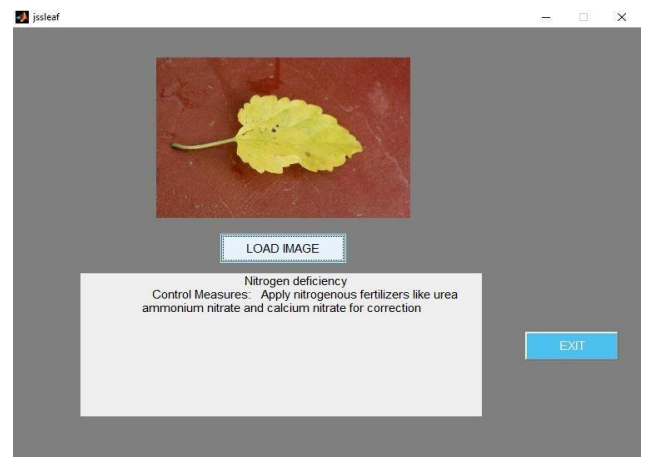 jssleaf
LOAD IMAGE
Nitrogen deficiency
Control Measures: Apply nitrogenous fertilizers like urea
ammonium nitrate and calcium nitrate for correction
EXIT